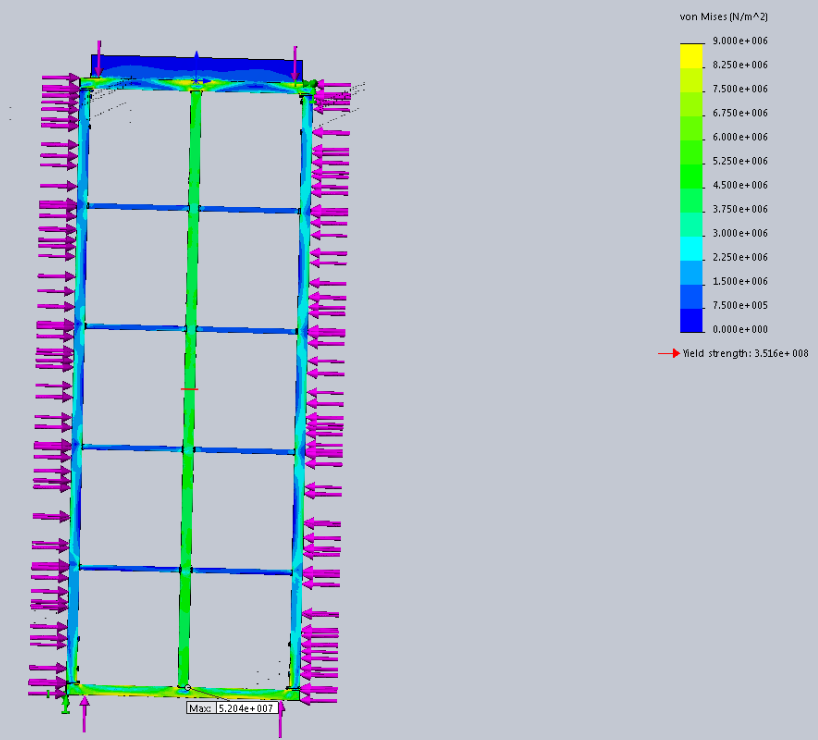 von Mises (N/m^2)
9.000e+006
8.250e+006
7.500e+006
6.750e+006
6.000e+006
5.250e+006
4.500e+006
3.750e+006
3.000e+006
2.250e+006
1.500e+006
7.500e+005
0.000e+000
Yield strength: 3.516e+008
Max: 5.204e+007